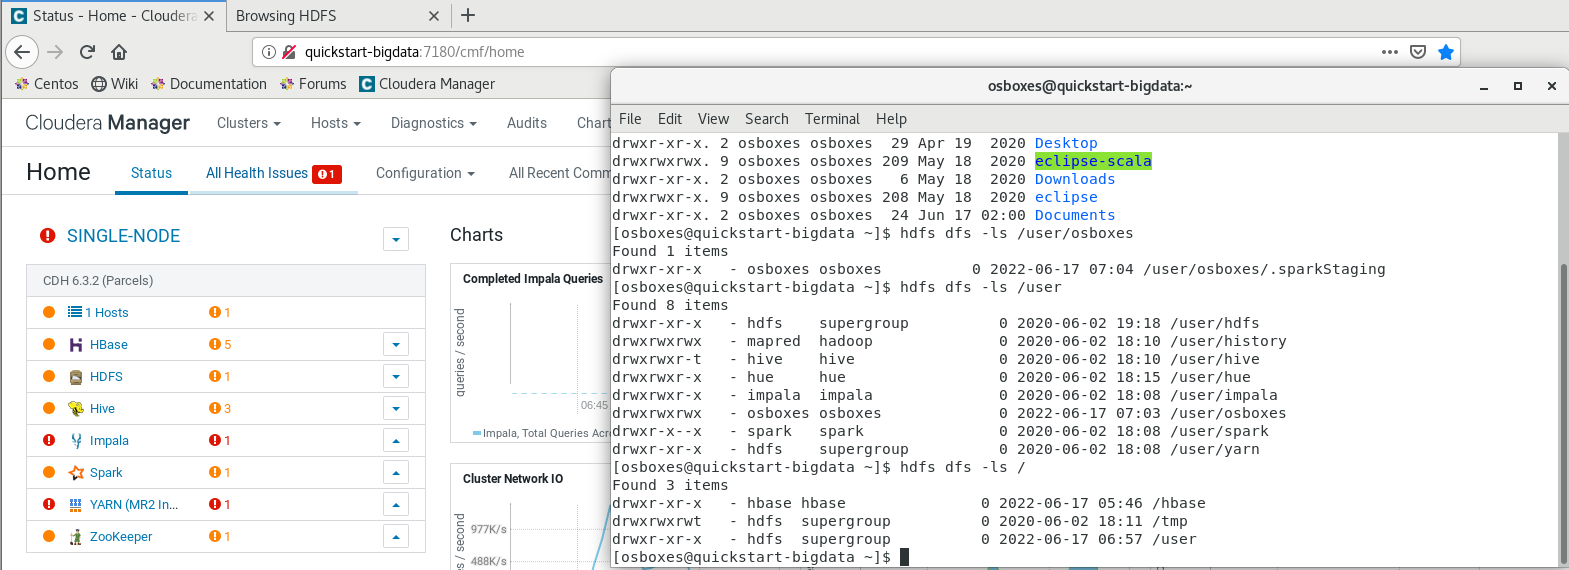 Status - Home - Cloudera
Browsing HDFS
quickstart-bigdata:7180/cmf/home
Centos
Wiki
Documentation
Forums
Cloudera Manager
Cloudera Manager
Clusters
Hosts
Diagnostics
Audits
Chart
Home
Status
All Health Issues 1
Configuration
All Recent Comm
SINGLE-NODE
CDH 6.3.2 (Parcels)
1 Hosts 1
HBase 5
HDFS 1
Hive 3
Impala 1
Spark 1
YARN (MR2 In... 1
ZooKeeper 1
Charts
Completed Impala Queries
queries / second
06:45
Impala, Total Queries Acro
Cluster Network IO
es / second
977K/s
488K/s
osboxes@quickstart-bigdata:~
File Edit View Search Terminal Help
drwxr-xr-x. 2 osboxes osboxes  29 Apr 19  2020 Desktop
drwxrwxrwx. 9 osboxes osboxes 209 May 18  2020 eclipse-scala
drwxr-xr-x. 2 osboxes osboxes   6 May 18  2020 Downloads
drwxrwxr-x. 9 osboxes osboxes 208 May 18  2020 eclipse
drwxr-xr-x. 2 osboxes osboxes  24 Jun 17 02:00 Documents
[osboxes@quickstart-bigdata ~]$ hdfs dfs -ls /user/osboxes
Found 1 items
drwxr-xr-x   - osboxes osboxes          0 2022-06-17 07:04 /user/osboxes/.sparkStaging
[osboxes@quickstart-bigdata ~]$ hdfs dfs -ls /user
Found 8 items
drwxr-xr-x   - hdfs    supergroup          0 2020-06-02 19:18 /user/hdfs
drwxrwxrwx   - mapred  hadoop              0 2020-06-02 18:10 /user/history
drwxrwxr-t   - hive    hive                0 2020-06-02 18:10 /user/hive
drwxrwxr-x   - hue     hue                 0 2020-06-02 18:15 /user/hue
drwxrwxr-x   - impala  impala              0 2020-06-02 18:08 /user/impala
drwxrwxrwx   - osboxes osboxes             0 2022-06-17 07:03 /user/osboxes
drwxr-x--x   - spark   spark               0 2020-06-02 18:08 /user/spark
drwxr-xr-x   - hdfs    supergroup          0 2020-06-02 18:08 /user/yarn
[osboxes@quickstart-bigdata ~]$ hdfs dfs -ls /
Found 3 items
drwxr-xr-x   - hbase hbase               0 2022-06-17 05:46 /hbase
drwxrwxrwt   - hdfs  supergroup          0 2020-06-02 18:11 /tmp
drwxr-xr-x   - hdfs  supergroup          0 2022-06-17 06:57 /user
[osboxes@quickstart-bigdata ~]$